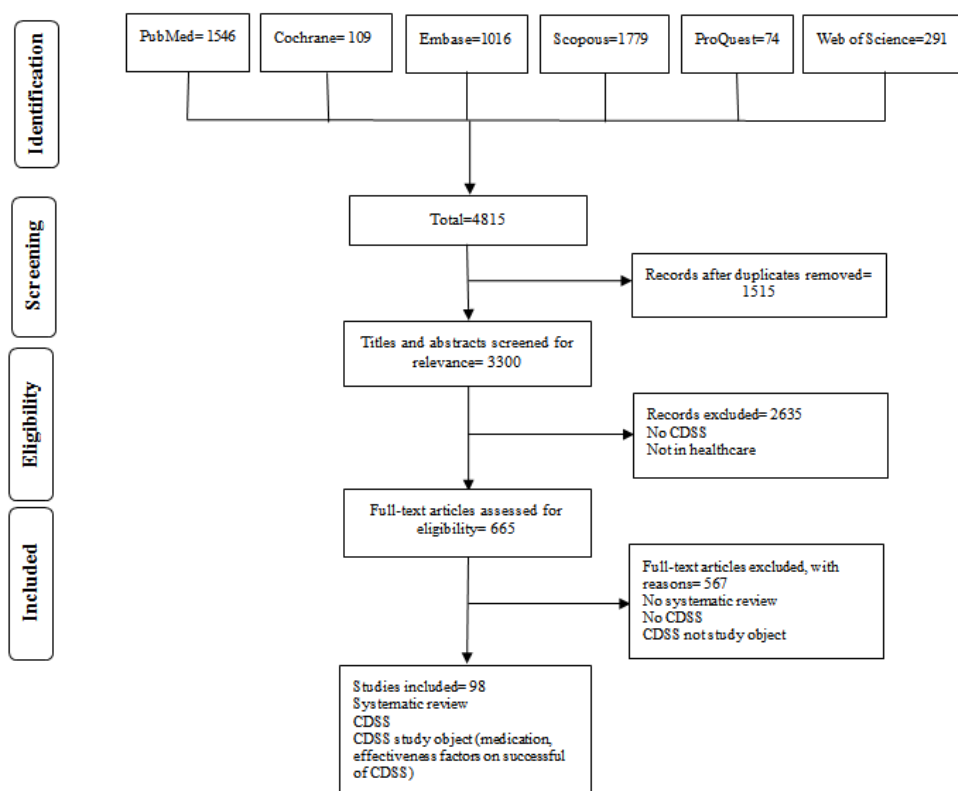 Identification
PubMed= 1546
Cochrane= 109
Embase=1016
Scopous=1779
ProQuest=74
Web of Science=291
Screening
Total=4815
Records after duplicates removed=
1515
Titles and abstracts screened for
relevance= 3300
Eligibility
Records excluded= 2635
No CDSS
Not in healthcare
Full-text articles assessed for
eligibility= 665
Included
Full-text articles excluded, with
reasons= 567
No systematic review
No CDSS
CDSS not study object
Studies included= 98
Systematic review
CDSS
CDSS study object (medication,
effectiveness factors on successful
of CDSS)